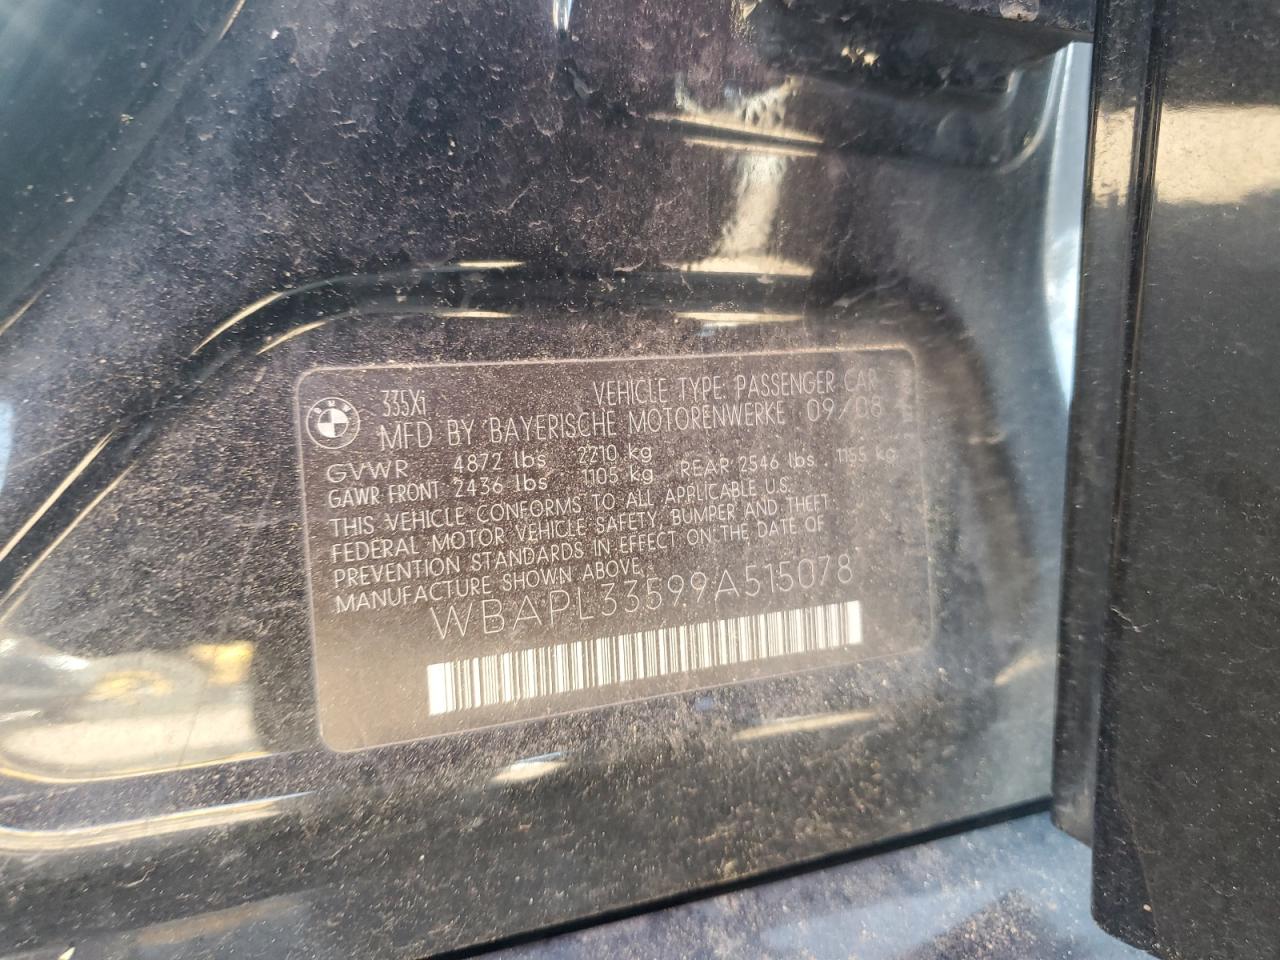 BMW
335Xi VEHICLE TYPE: PASSENGER CAR
MFD BY BAYERISCHE MOTORENWERKE 09/08
GVWR 4872 lbs 2210 kg
GAWR FRONT 2436 lbs 1105 kg REAR 2546 lbs 1155 kg
THIS VEHICLE CONFORMS TO ALL APPLICABLE U.S.
FEDERAL MOTOR VEHICLE SAFETY, BUMPER AND THEFT
PREVENTION STANDARDS IN EFFECT ON THE DATE OF
MANUFACTURE SHOWN ABOVE.
WBAPL33599A515078